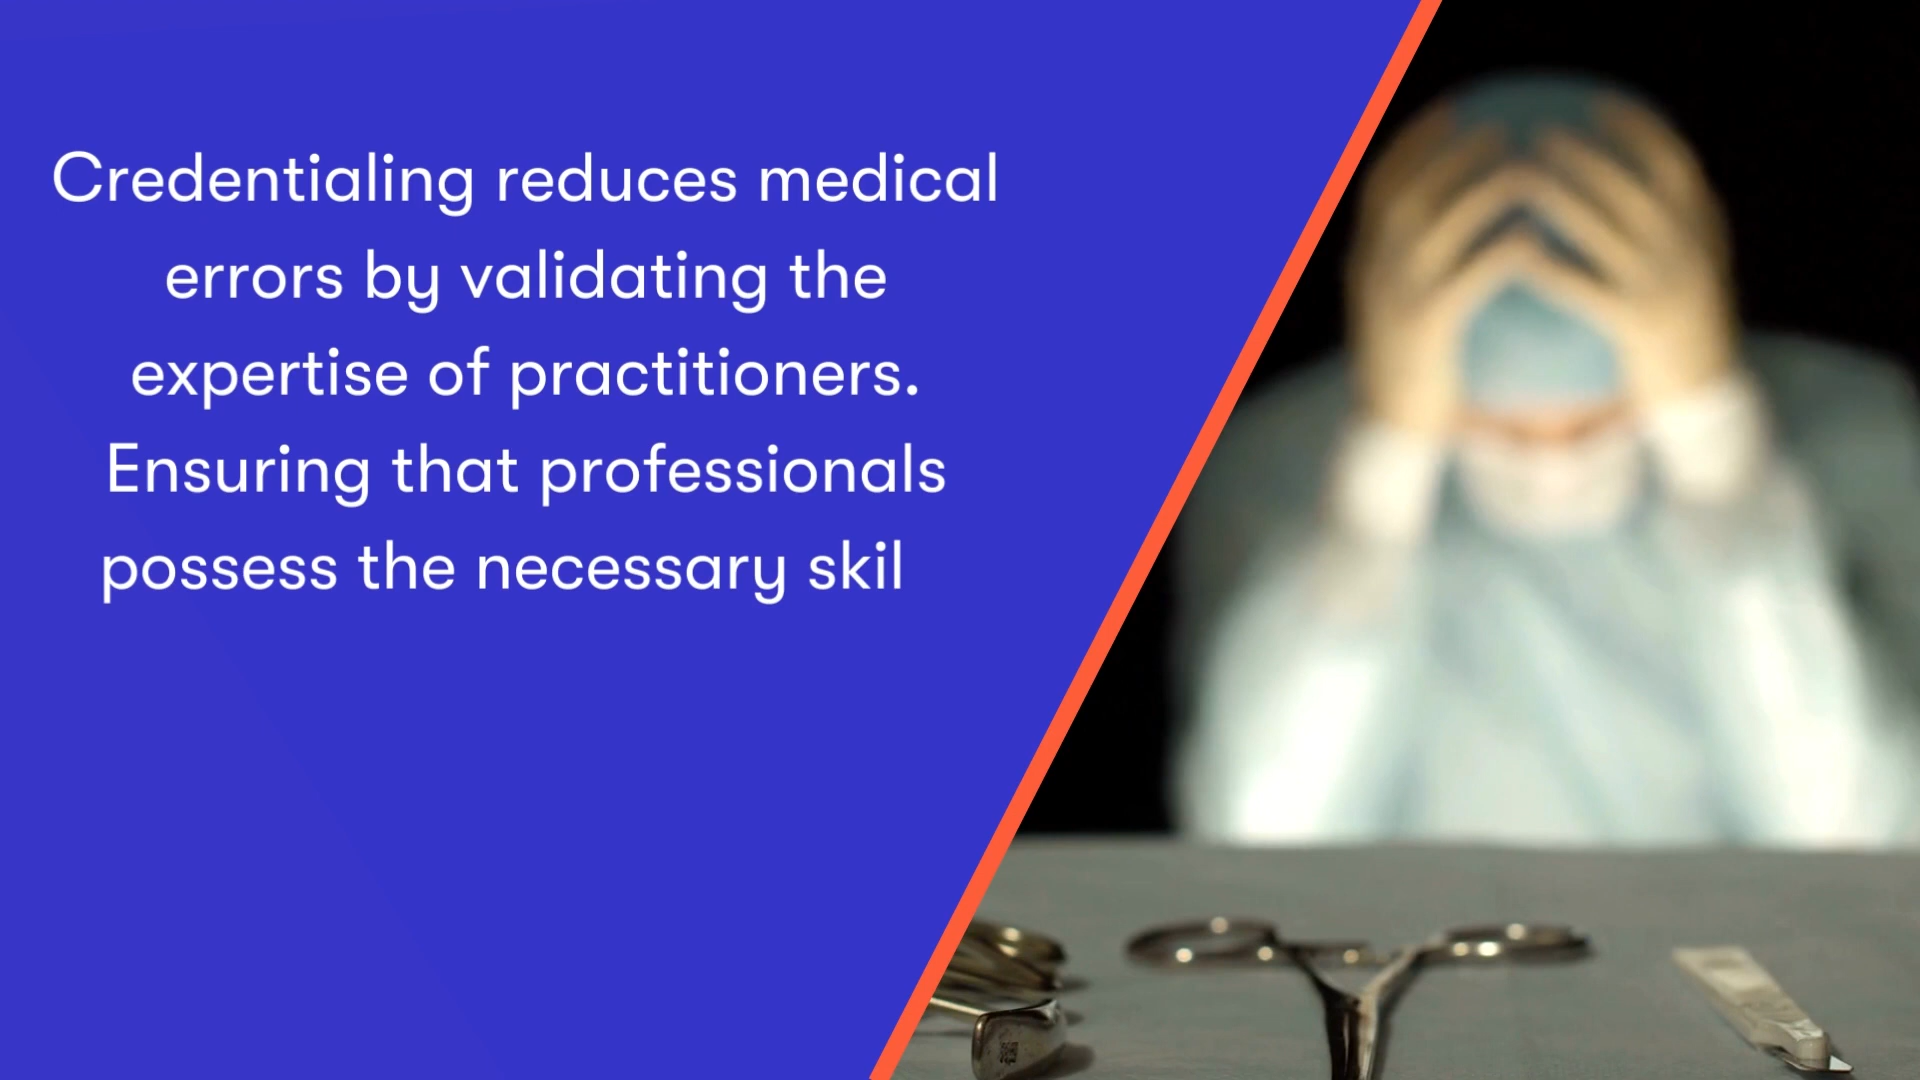 Credentialing reduces medical
errors by validating the
expertise of practitioners.
Ensuring that professionals
possess the necessary skil